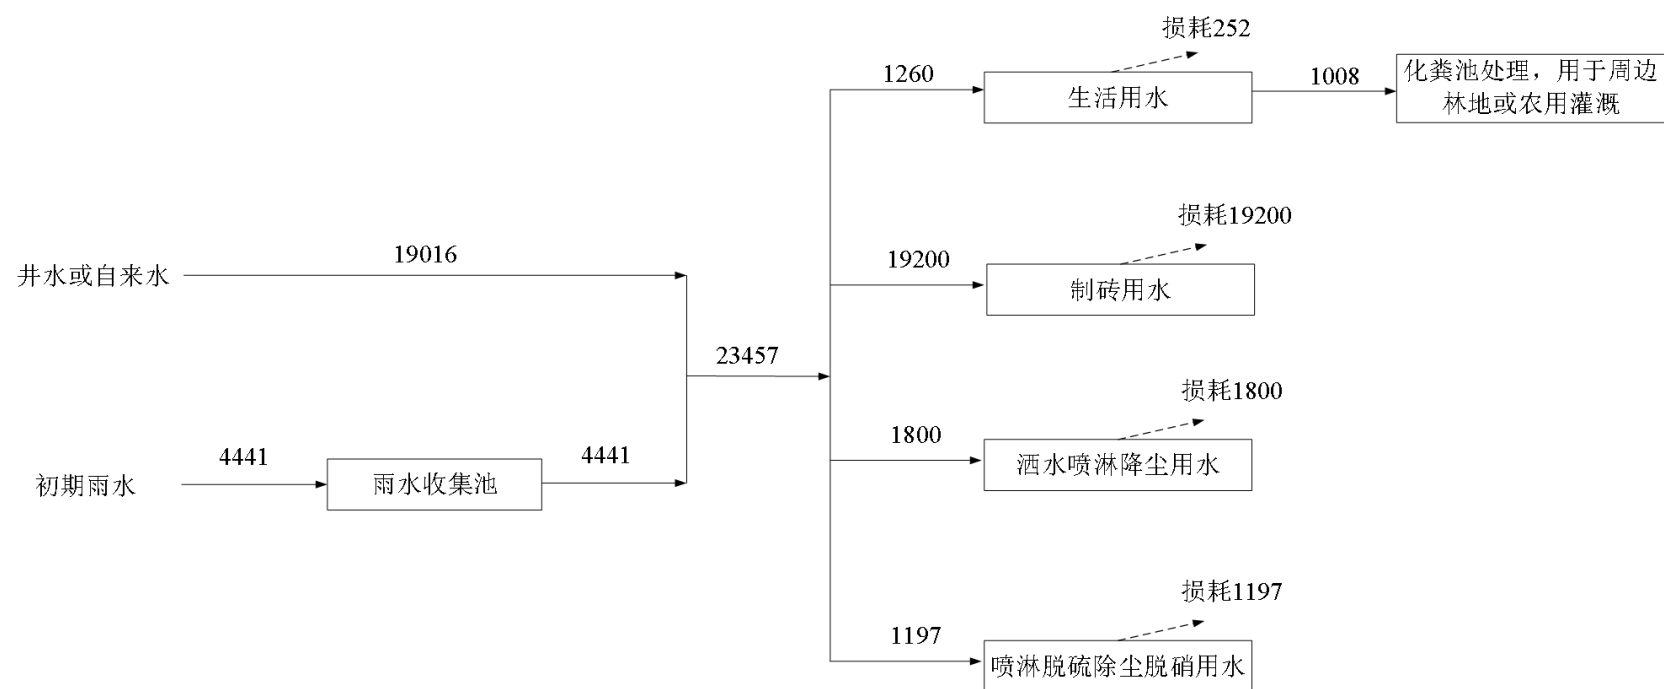 损耗252
1260
生活用水
1008
化粪池处理，用于周边
林地或农用灌溉
损耗19200
19200
制砖用水
井水或自来水
19016
23457
损耗1800
1800
洒水喷淋降尘用水
初期雨水
4441
雨水收集池
4441
损耗1197
1197
喷淋脱硫除尘脱硝用水